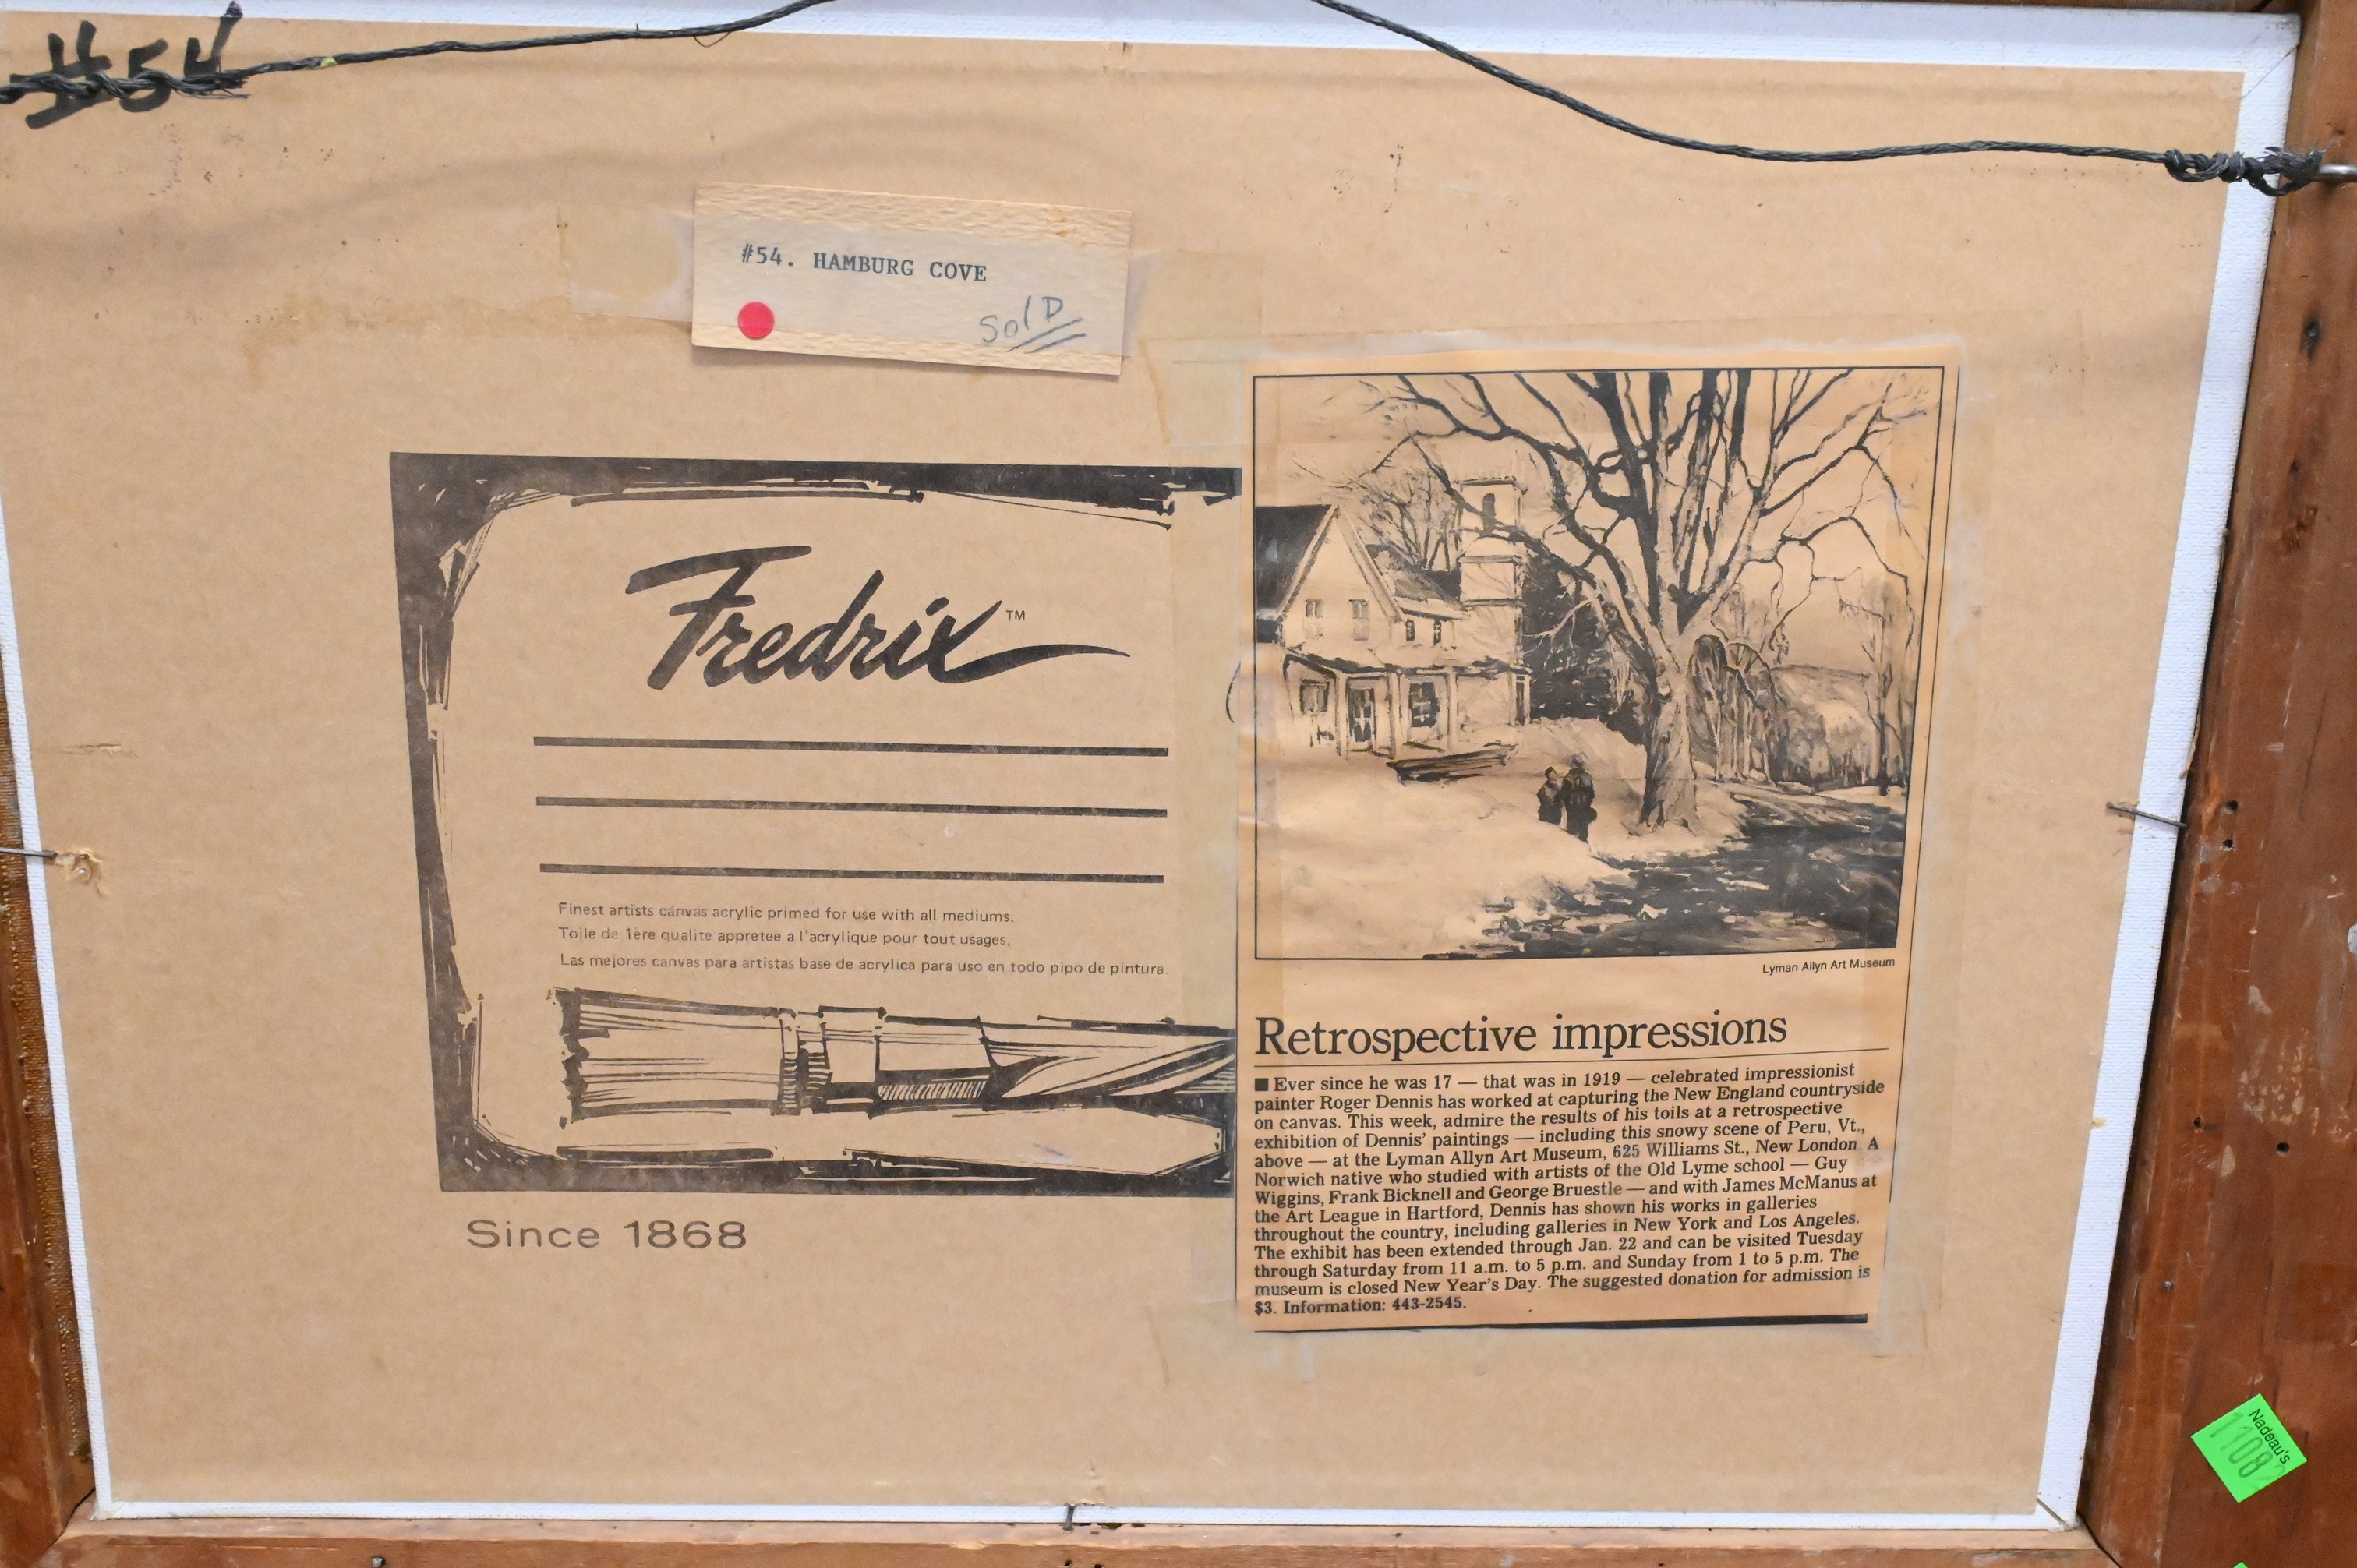 #54
#54. HAMBURG COVE
SolD
Fredrix™
Finest artists canvas acrylic primed for use with all mediums.
Toile de 1ère qualite appretee a l'acrylique pour tout usages.
Las mejores canvas para artistas base de acrylica para uso en todo pipo de pintura.
Since 1868
Lyman Allyn Art Museum
Retrospective impressions
■ Ever since he was 17 — that was in 1919 — celebrated impressionist
painter Roger Dennis has worked at capturing the New England countryside
on canvas. This week, admire the results of his toils at a retrospective
exhibition of Dennis' paintings — including this snowy scene of Peru, Vt.,
above — at the Lyman Allyn Art Museum, 625 Williams St., New London. A
Norwich native who studied with artists of the Old Lyme school — Guy
Wiggins, Frank Bicknell and George Bruestle — and with James McManus at
the Art League in Hartford, Dennis has shown his works in galleries
throughout the country, including galleries in New York and Los Angeles.
The exhibit has been extended through Jan. 22 and can be visited Tuesday
through Saturday from 11 a.m. to 5 p.m. and Sunday from 1 to 5 p.m. The
museum is closed New Year's Day. The suggested donation for admission is
$3. Information: 443-2545.
Nadeau's